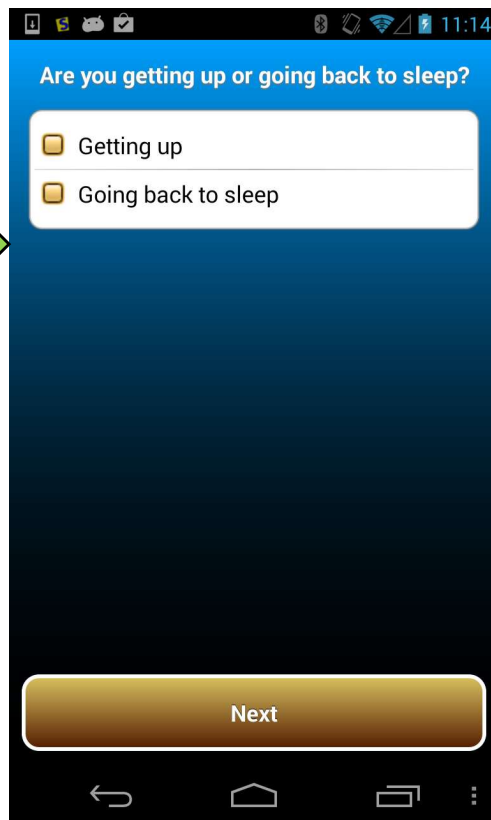 11:14
Are you getting up or going back to sleep?
Getting up
Going back to sleep
Next